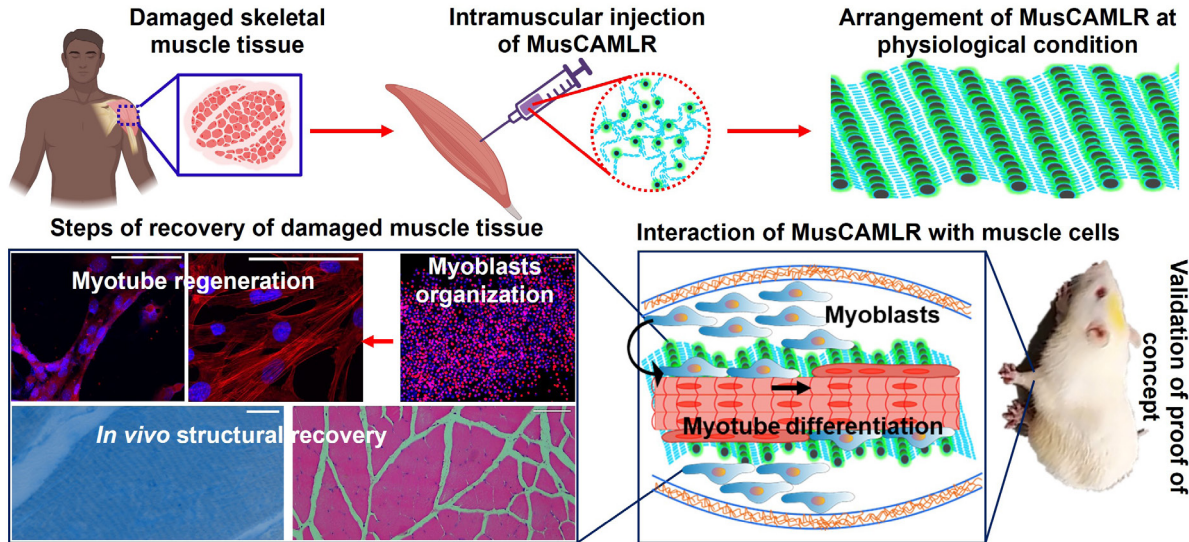 Damaged skeletal
muscle tissue
Intramuscular injection
of MusCAMLR
Arrangement of MusCAMLR at
physiological condition
Steps of recovery of damaged muscle tissue
Interaction of MusCAMLR with muscle cells
Myotube regeneration
Myoblasts
organization
In vivo structural recovery
Myoblasts
Myotube differentiation
Validation of proof of
concept